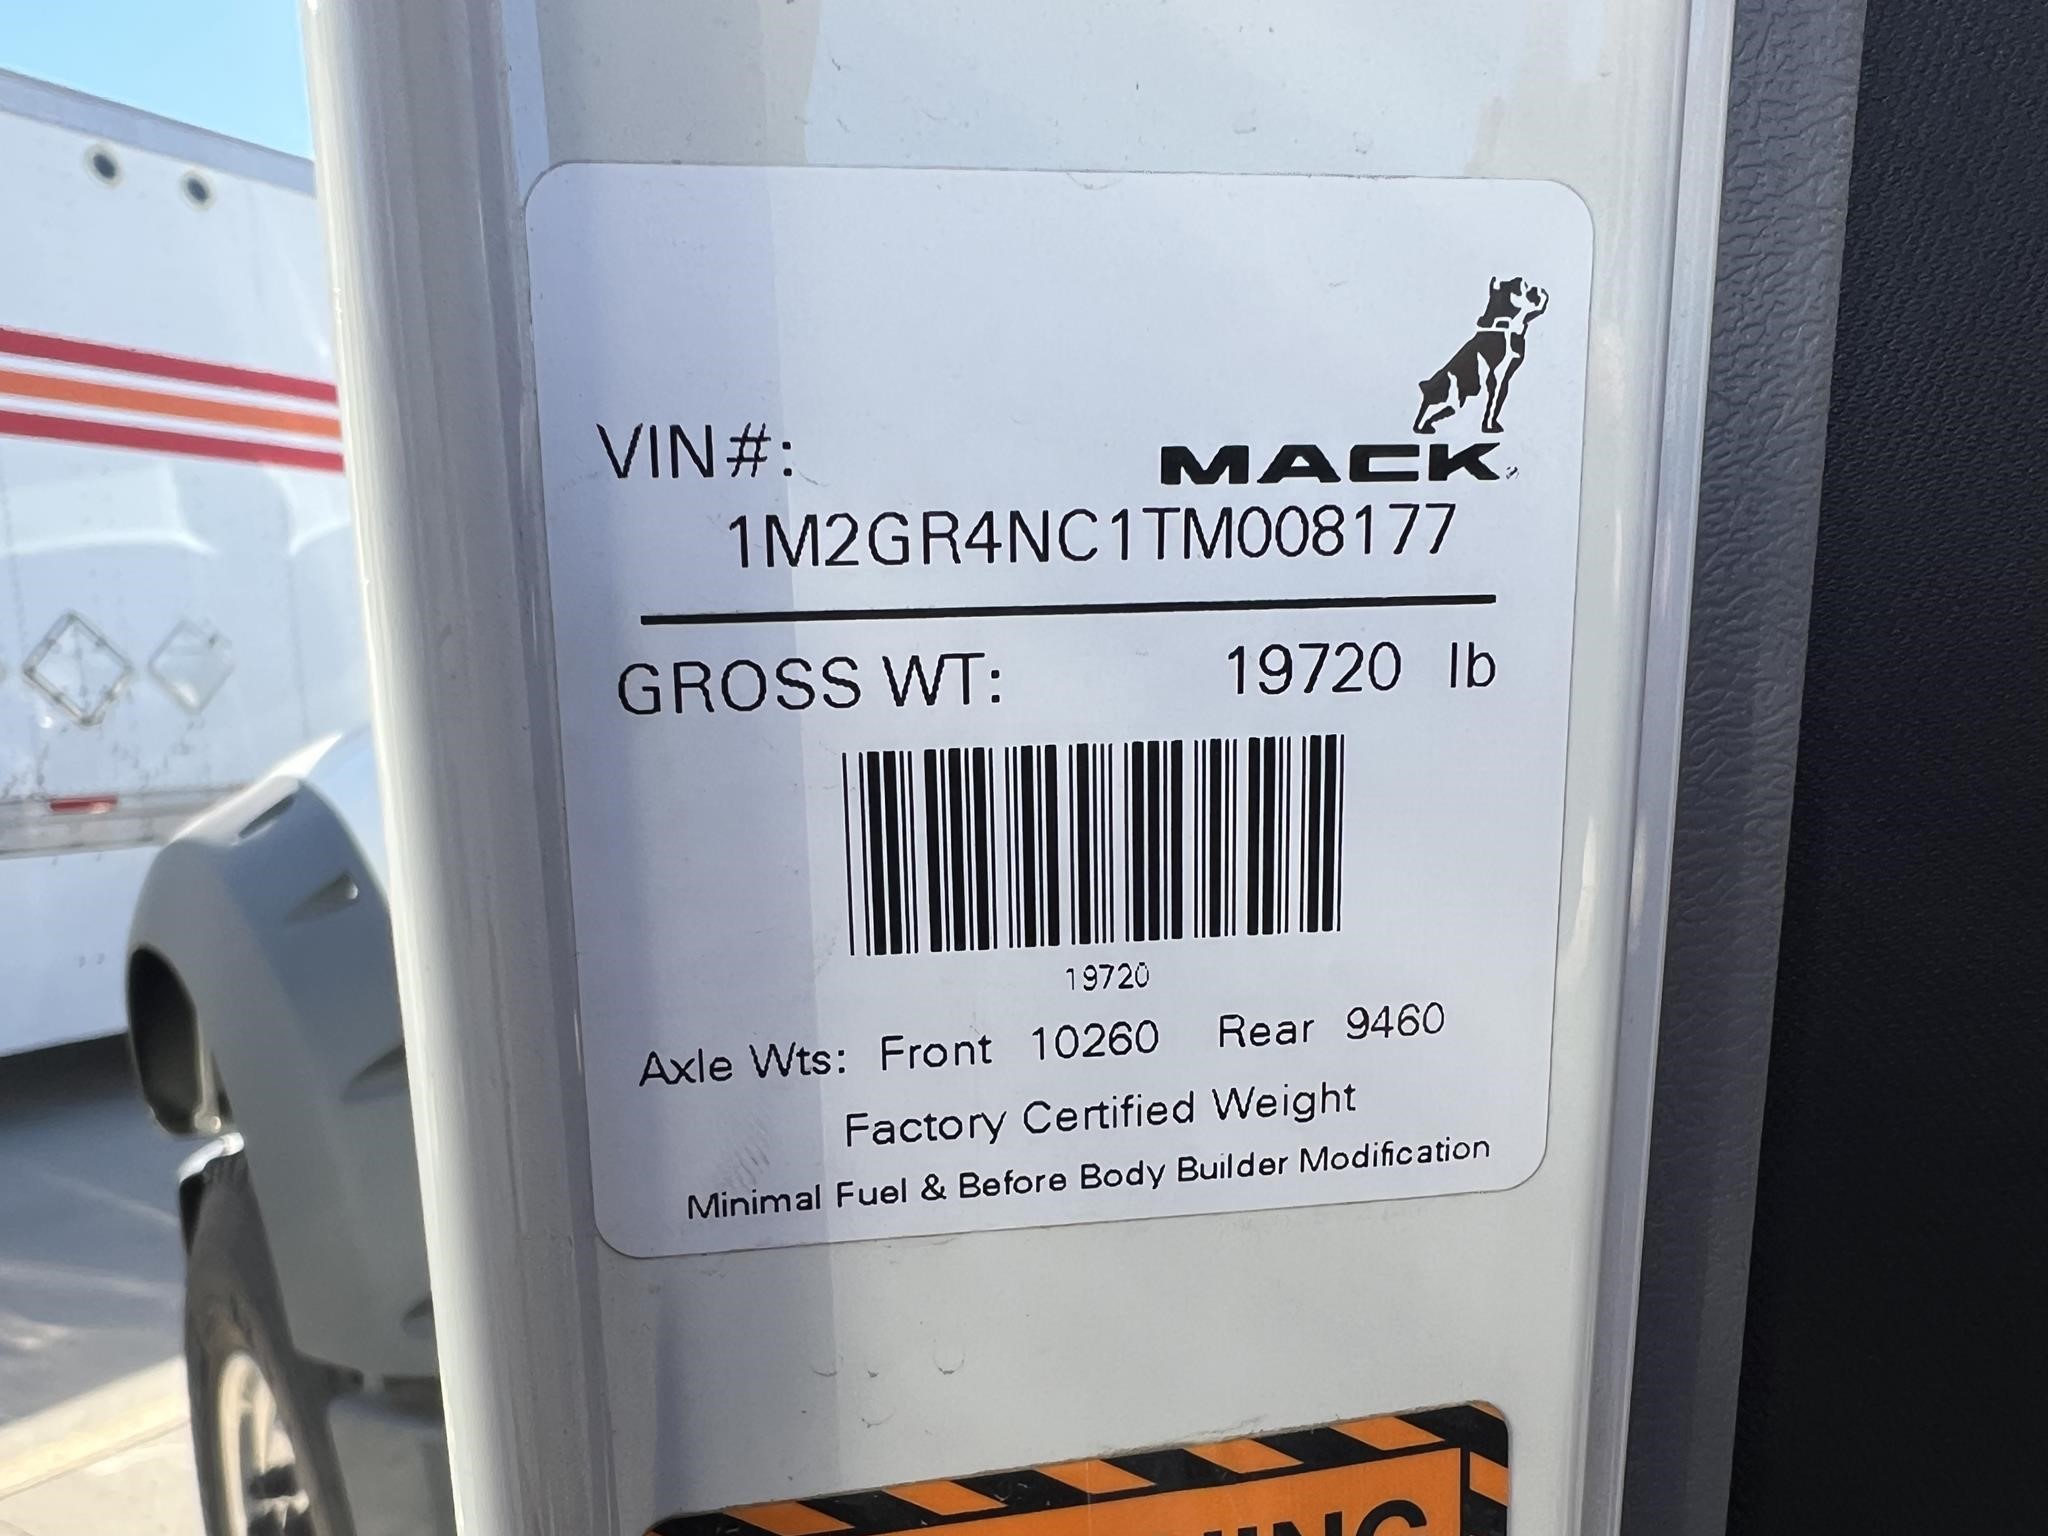 VIN#:
MACK
1M2GR4NC1TM008177
GROSS WT: 19720 lb
19720
Axle Wts: Front 10260 Rear 9460
Factory Certified Weight
Minimal Fuel & Before Body Builder Modification